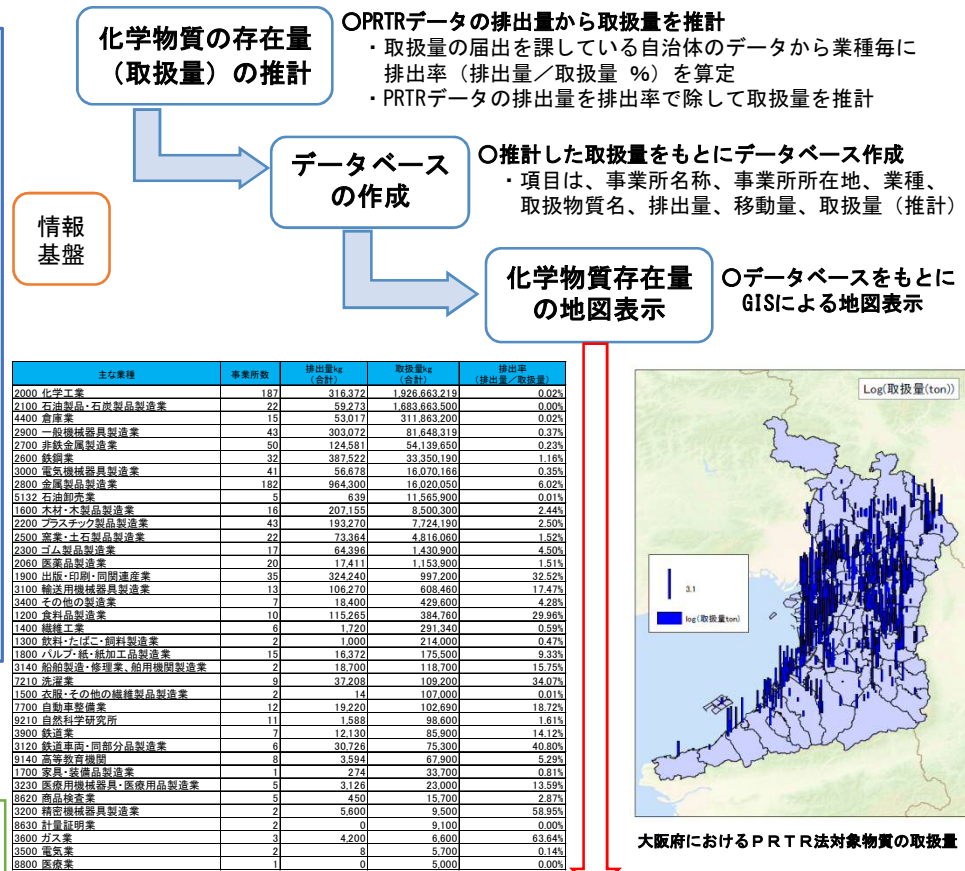 化学物質の存在量
（取扱量）の推計
○PRTRデータの排出量から取扱量を推計
・取扱量の届出を課している自治体のデータから業種毎に
排出率（排出量／取扱量 %）を算定
・PRTRデータの排出量を排出率で除して取扱量を推計
データベース
の作成
○推計した取扱量をもとにデータベース作成
・項目は、事業所名称、事業所所在地、業種、
取扱物質名、排出量、移動量、取扱量（推計）
情報
基盤
化学物質存在量
の地図表示
○データベースをもとに
GISによる地図表示
主な業種 事業所数 排出量kg（合計） 取扱量kg（合計） 排出率（排出量／取扱量）
2000 化学工業 187 316,372 1,926,663,219 0.02%
2100 石油製品・石炭製品製造業 22 59,273 1,683,663,500 0.00%
4400 倉庫業 15 53,017 311,863,200 0.02%
2900 一般機械器具製造業 43 303,072 81,648,319 0.37%
2700 非鉄金属製造業 50 124,581 54,139,650 0.23%
2600 鉄鋼業 32 387,522 33,350,190 1.16%
3000 電気機械器具製造業 41 56,678 16,070,166 0.35%
2800 金属製品製造業 182 964,300 16,020,050 6.02%
5132 石油卸売業 5 639 11,565,900 0.01%
1600 木材・木製品製造業 16 207,155 8,500,300 2.44%
2200 プラスチック製品製造業 43 193,270 7,724,190 2.50%
2500 窯業・土石製品製造業 22 73,364 4,816,060 1.52%
2300 ゴム製品製造業 17 64,396 1,430,900 4.50%
2060 医薬品製造業 20 17,411 1,153,900 1.51%
1900 出版・印刷・同関連産業 35 324,240 997,200 32.52%
3100 輸送用機械器具製造業 13 106,270 608,460 17.47%
3400 その他の製造業 7 18,400 429,600 4.28%
1200 食料品製造業 10 115,265 384,760 29.96%
1400 繊維工業 6 1,720 291,340 0.59%
1300 飲料・たばこ・飼料製造業 2 1,000 214,000 0.47%
1800 パルプ・紙・紙加工品製造業 15 16,372 175,500 9.33%
3140 船舶製造・修理業、舶用機関製造業 2 18,700 118,700 15.75%
7210 洗濯業 9 37,208 109,200 34.07%
1500 衣服・その他の繊維製品製造業 2 14 107,000 0.01%
7700 自動車整備業 12 19,220 102,690 18.72%
9210 自然科学研究所 11 1,588 98,600 1.61%
3900 鉄道業 7 12,130 85,900 14.12%
3120 鉄道車両・同部分品製造業 6 30,726 75,300 40.80%
9140 高等教育機関 8 3,594 67,900 5.29%
1700 家具・装備品製造業 1 274 33,700 0.81%
3230 医療用機械器具・医療用品製造業 5 3,126 23,000 13.59%
8620 商品検査業 5 450 15,700 2.87%
3200 精密機械器具製造業 2 5,600 9,500 58.95%
8630 計量証明業 2 0 9,100 0.00%
3600 ガス業 3 4,200 6,600 63.64%
3500 電気業 2 8 5,700 0.14%
8800 医療業 1 0 5,000 0.00%
Log(取扱量(ton))
3.1
log(取扱量ton)
大阪府におけるＰＲＴＲ法対象物質の取扱量